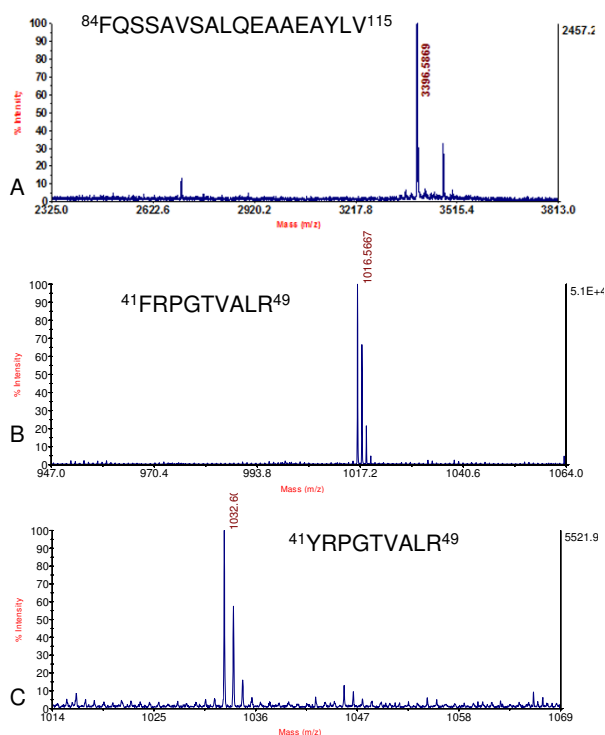 ⁸⁴FQSSAVSALQEAAEAYLV¹¹⁵
3396.5869
2457.2
% Intensity
100
90
80
70
60
50
40
30
20
10
0
A
2325.0 2622.6 2920.2 3217.8 3515.4 3813.0
Mass (m/z)
1016.5667
⁴¹FRPGTVALR⁴⁹
5.1E+4
% Intensity
100
90
80
70
60
50
40
30
20
10
0
B
947.0 970.4 993.8 1017.2 1040.6 1064.0
Mass (m/z)
1032.60
⁴¹YRPGTVALR⁴⁹
5521.9
% Intensity
100
90
80
70
60
50
40
30
20
10
0
C
1014 1025 1036 1047 1058 1069
Mass (m/z)